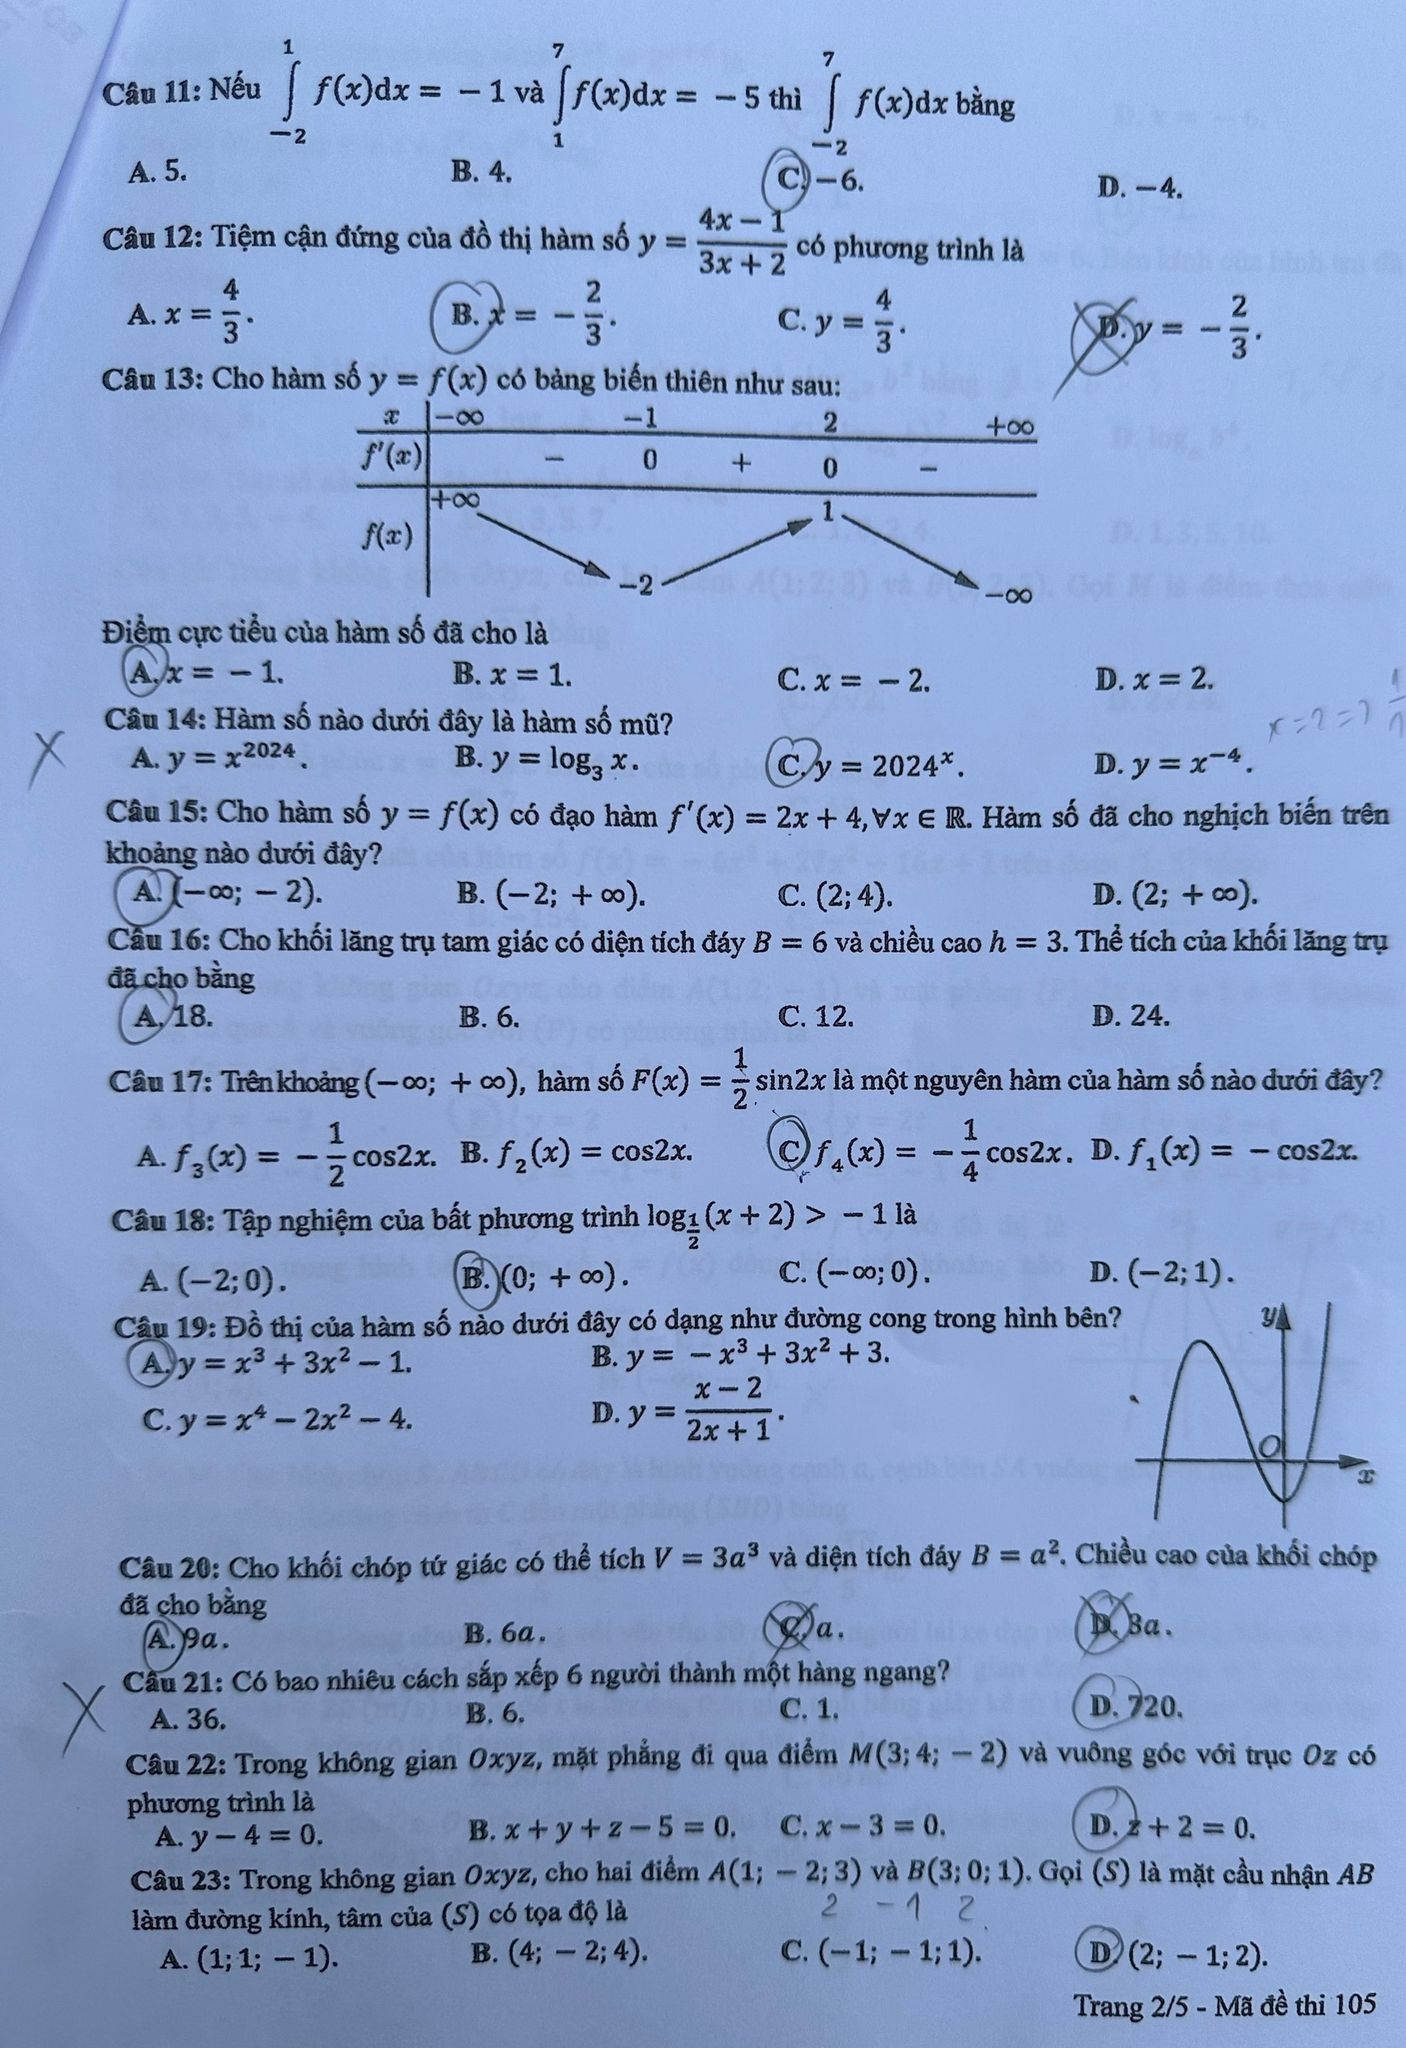 Câu 11: Nếu ∫_{-2}^{1} f(x)dx = −1 và ∫_{1}^{7} f(x)dx = −5 thì ∫_{-2}^{7} f(x)dx bằng
A. 5. B. 4. C. −6. D. −4.
Câu 12: Tiệm cận đứng của đồ thị hàm số y = (4x − 1)/(3x + 2) có phương trình là
A. x = 4/3. B. x = −2/3. C. y = 4/3. D. y = −2/3.
Câu 13: Cho hàm số y = f(x) có bảng biến thiên như sau:
x −∞ −1 2 +∞
f'(x) − 0 + 0 −
f(x) +∞ −2 1 −∞
Điểm cực tiểu của hàm số đã cho là
A. x = −1. B. x = 1. C. x = −2. D. x = 2.
Câu 14: Hàm số nào dưới đây là hàm số mũ?
A. y = x^2024. B. y = log_3 x. C. y = 2024^x. D. y = x^−4.
Câu 15: Cho hàm số y = f(x) có đạo hàm f'(x) = 2x + 4, ∀x ∈ ℝ. Hàm số đã cho nghịch biến trên
khoảng nào dưới đây?
A. (−∞; −2). B. (−2; +∞). C. (2; 4). D. (2; +∞).
Câu 16: Cho khối lăng trụ tam giác có diện tích đáy B = 6 và chiều cao h = 3. Thể tích của khối lăng trụ
đã cho bằng
A. 18. B. 6. C. 12. D. 24.
Câu 17: Trên khoảng (−∞; +∞), hàm số F(x) = 1/2 sin2x là một nguyên hàm của hàm số nào dưới đây?
A. f_3(x) = −1/2 cos2x. B. f_2(x) = cos2x. C f_4(x) = −1/4 cos2x. D. f_1(x) = −cos2x.
Câu 18: Tập nghiệm của bất phương trình log_{1/2}(x + 2) > −1 là
A. (−2; 0). B. (0; +∞). C. (−∞; 0). D. (−2; 1).
Câu 19: Đồ thị của hàm số nào dưới đây có dạng như đường cong trong hình bên?
A. y = x³ + 3x² − 1. B. y = −x³ + 3x² + 3.
C. y = x⁴ − 2x² − 4. D. y = (x − 2)/(2x + 1).
y
O
x
Câu 20: Cho khối chóp tứ giác có thể tích V = 3a³ và diện tích đáy B = a². Chiều cao của khối chóp
đã cho bằng
A. 9a. B. 6a. C. a. D. 3a.
Câu 21: Có bao nhiêu cách sắp xếp 6 người thành một hàng ngang?
A. 36. B. 6. C. 1. D. 720.
Câu 22: Trong không gian Oxyz, mặt phẳng đi qua điểm M(3; 4; −2) và vuông góc với trục Oz có
phương trình là
A. y − 4 = 0. B. x + y + z − 5 = 0. C. x − 3 = 0. D. z + 2 = 0.
Câu 23: Trong không gian Oxyz, cho hai điểm A(1; −2; 3) và B(3; 0; 1). Gọi (S) là mặt cầu nhận AB
làm đường kính, tâm của (S) có tọa độ là
2 −1 2
A. (1; 1; −1). B. (4; −2; 4). C. (−1; −1; 1). D. (2; −1; 2).
Trang 2/5 - Mã đề thi 105